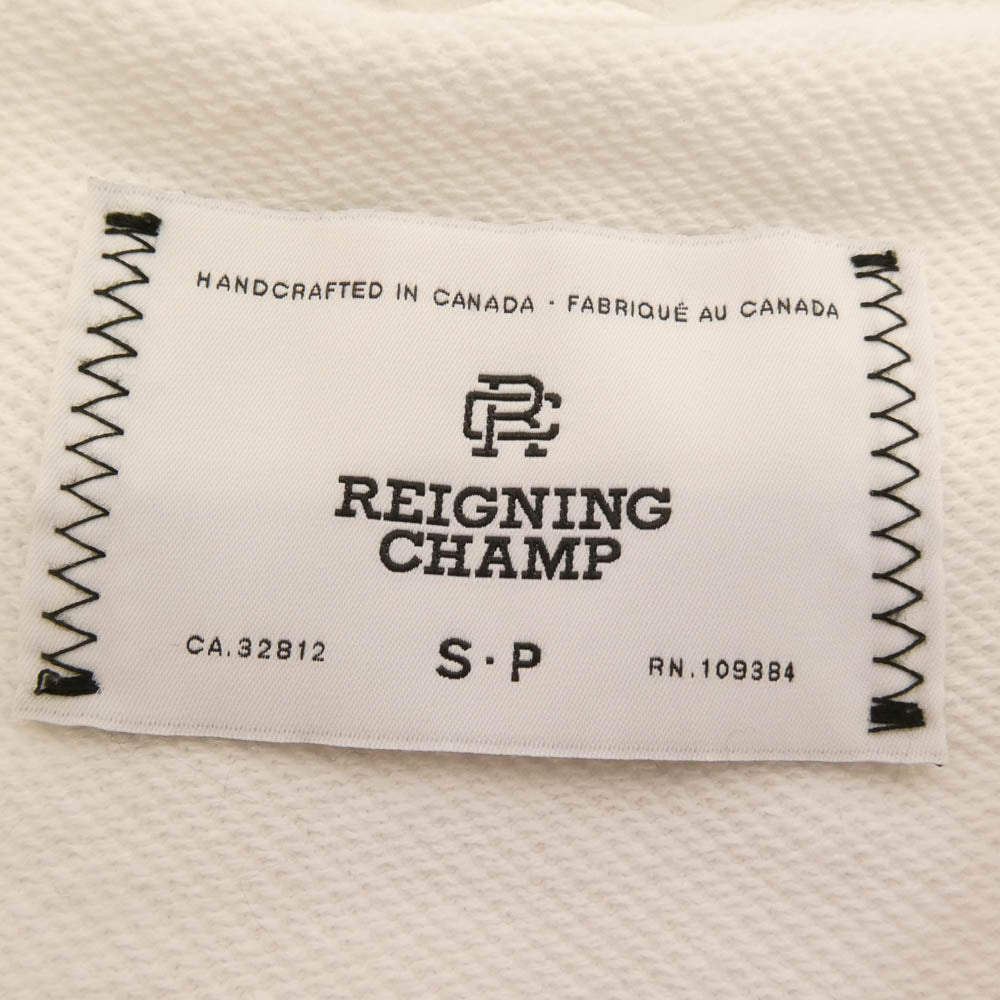 HANDCRAFTED IN CANADA · FABRIQUÉ AU CANADA
RC
REIGNING
CHAMP
CA.32812 S·P RN.109384